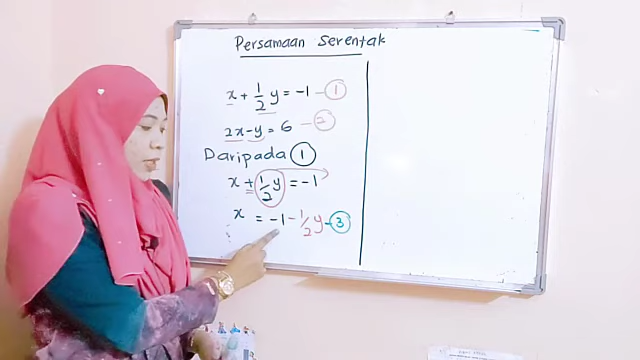 Persamaan Serentak
x + 1/2 y = -1 - 1
2x - y = 6 - 2
Daripada 1
x + 1/2 y = -1
x = -1 - 1/2 y - 3